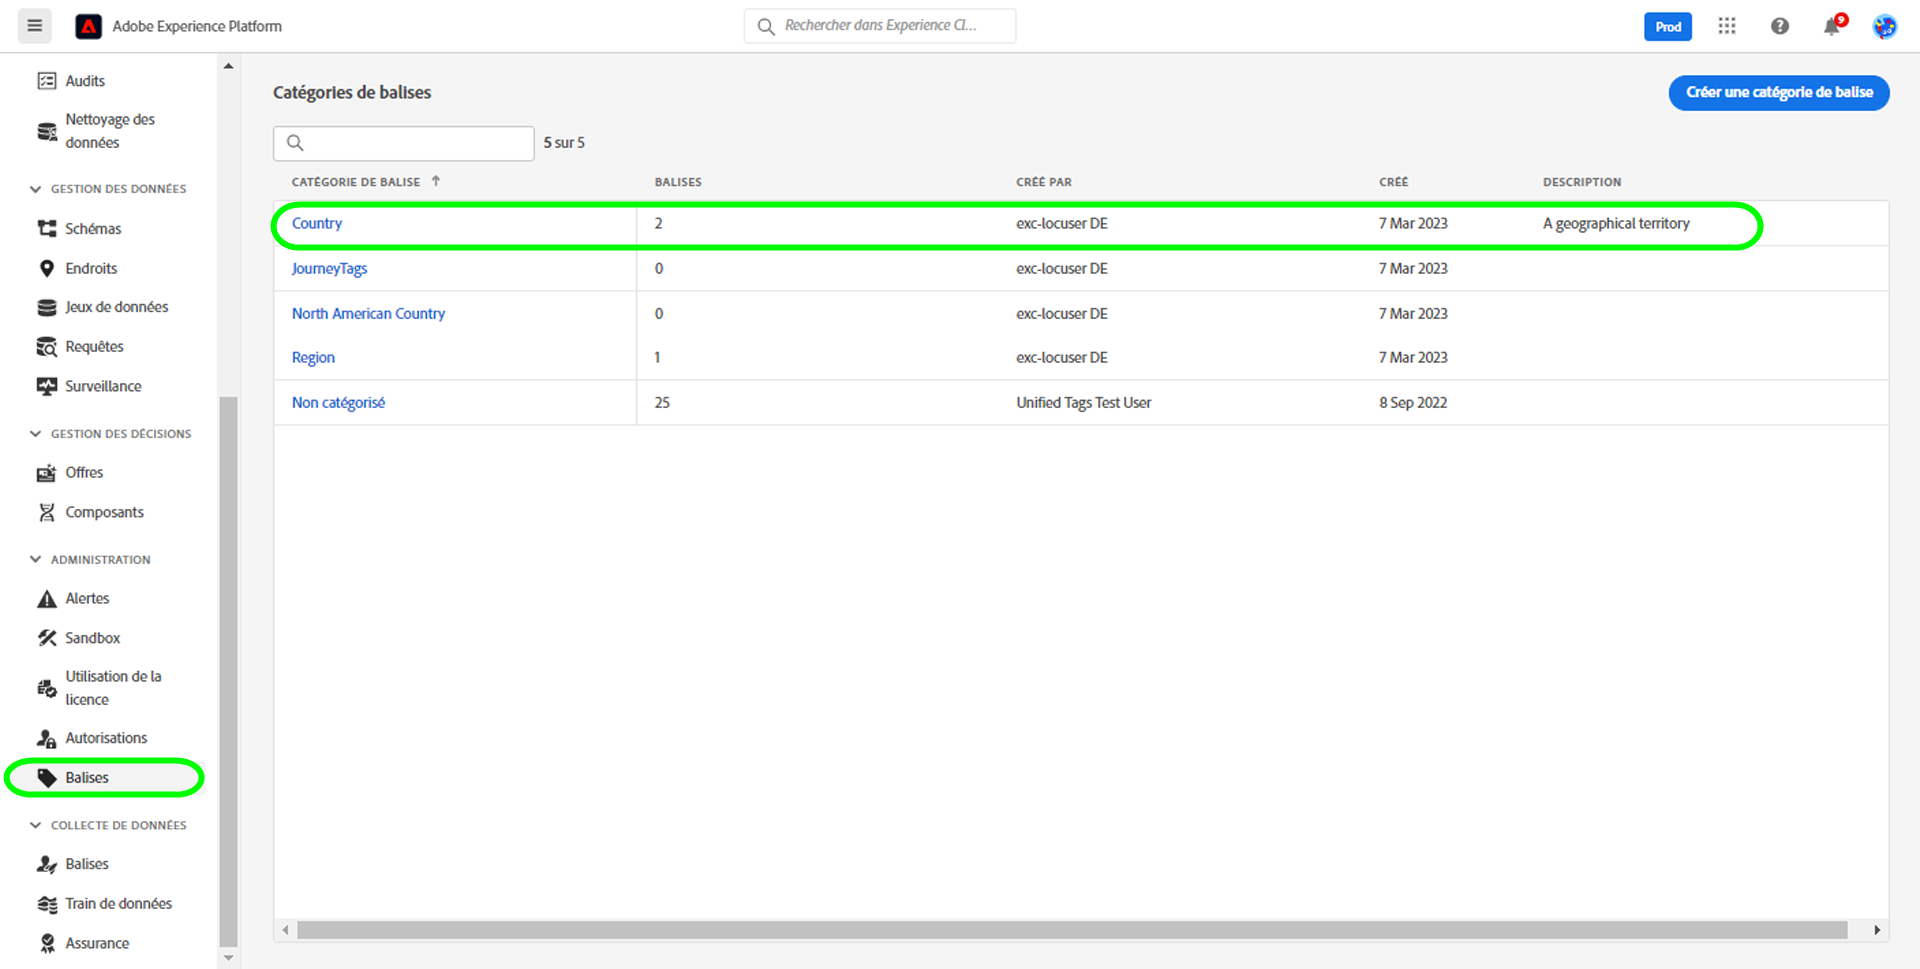 Adobe Experience Platform
Rechercher dans Experience Cl...
Prod
9
Audits
Nettoyage des
données
GESTION DES DONNÉES
Schémas
Endroits
Jeux de données
Requêtes
Surveillance
GESTION DES DÉCISIONS
Offres
Composants
ADMINISTRATION
Alertes
Sandbox
Utilisation de la
licence
Autorisations
Balises
COLLECTE DE DONNÉES
Balises
Train de données
Assurance
Catégories de balises
Créer une catégorie de balise
5 sur 5
CATÉGORIE DE BALISE BALISES CRÉÉ PAR CRÉÉ DESCRIPTION
Country 2 exc-locuser DE 7 Mar 2023 A geographical territory
JourneyTags 0 exc-locuser DE 7 Mar 2023
North American Country 0 exc-locuser DE 7 Mar 2023
Region 1 exc-locuser DE 7 Mar 2023
Non catégorisé 25 Unified Tags Test User 8 Sep 2022